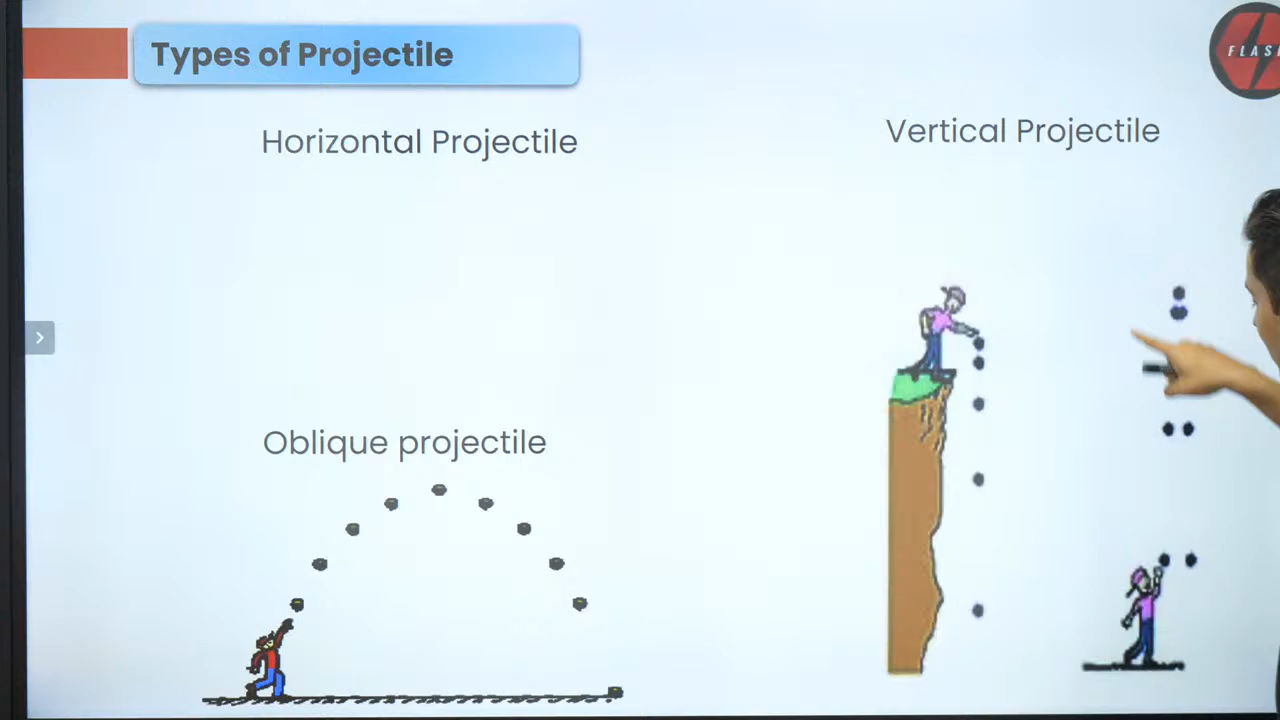 Types of Projectile
Horizontal Projectile
Vertical Projectile
Oblique projectile